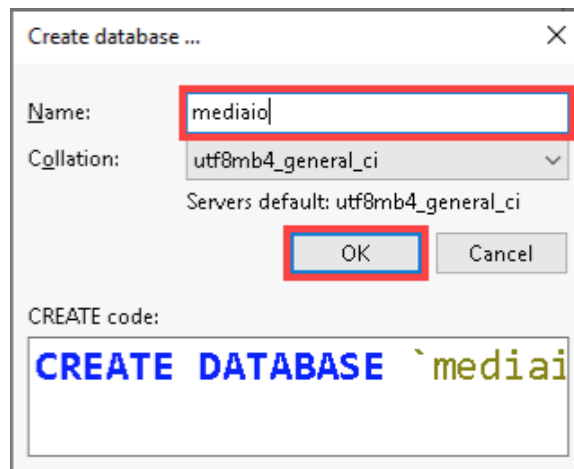 Create database ...
Name: mediaio
Collation: utf8mb4_general_ci
Servers default: utf8mb4_general_ci
OK Cancel
CREATE code:
CREATE DATABASE `mediai